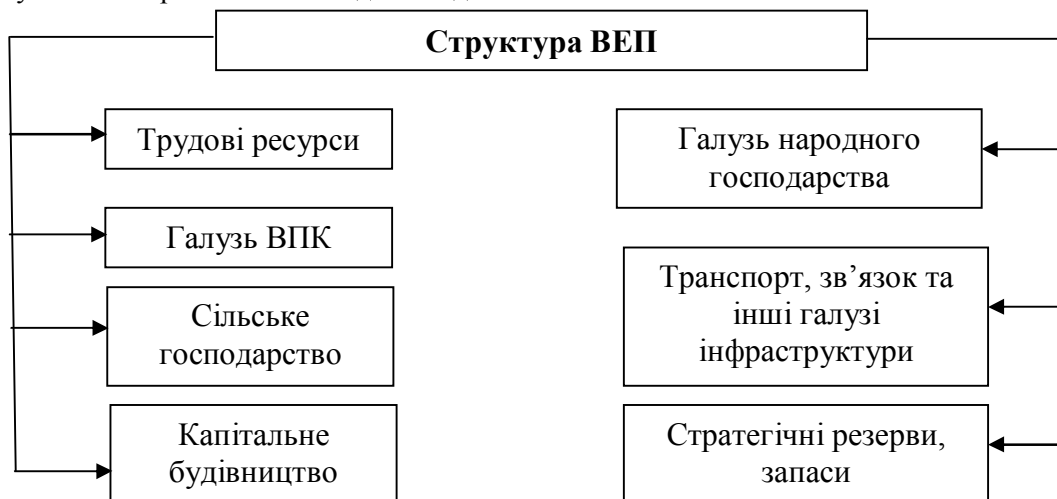 Структура ВЕП
Трудові ресурси
Галузь ВПК
Сільське
господарство
Капітальне
будівництво
Галузь народного
господарства
Транспорт, зв’язок та
інші галузі
інфраструктури
Стратегічні резерви,
запаси